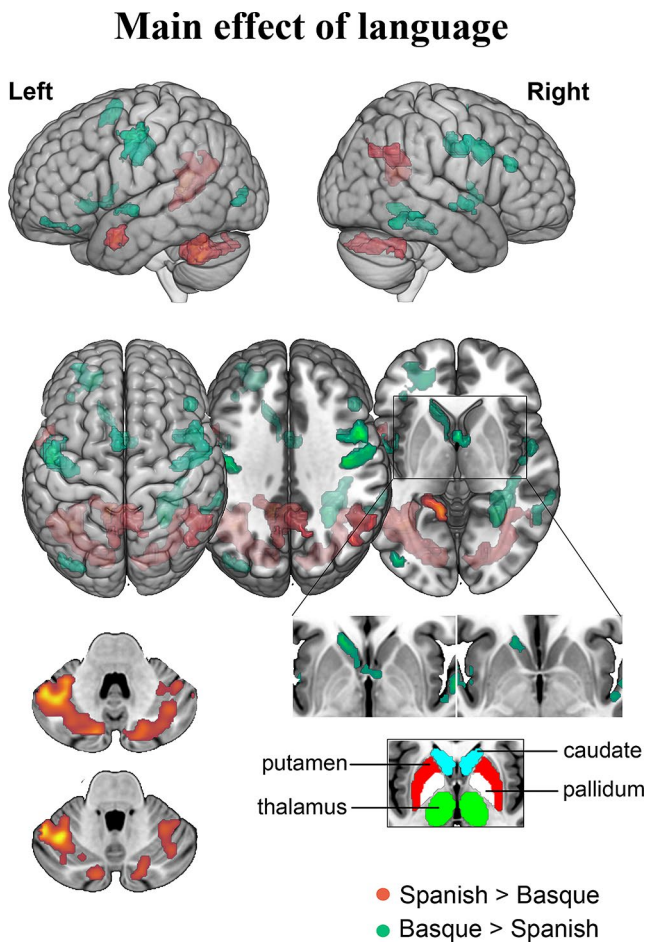 Main effect of language
Left
Right
putamen
caudate
thalamus
pallidum
Spanish > Basque
Basque > Spanish